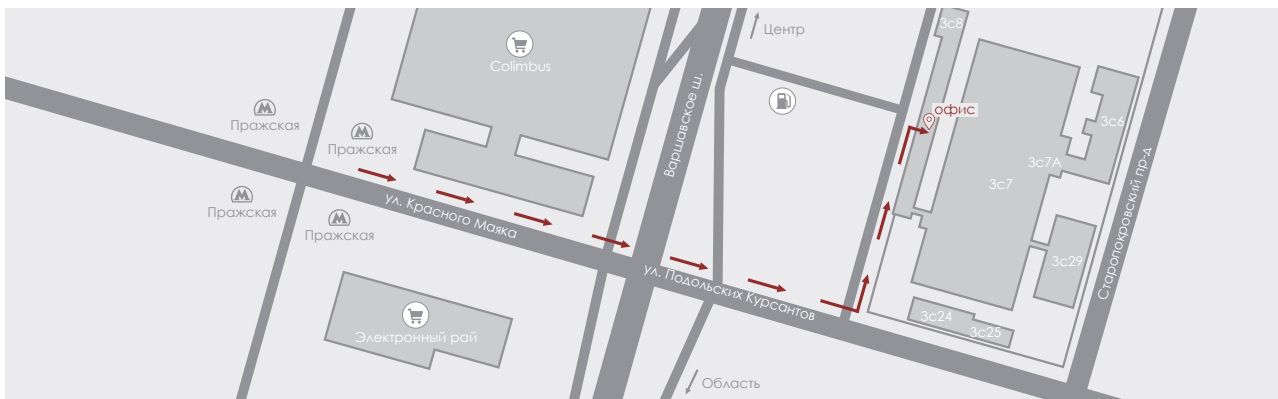 3с8
Центр
Colimbus
Варшавское ш.
офис
Пражская
3с6
Пражская
3с7А
3с7
Пражская
ул. Красного Маяка
Пражская
Старопокровский пр-д
3с29
ул. Подольских Курсантов
3с24
3с25
Электронный рай
Область